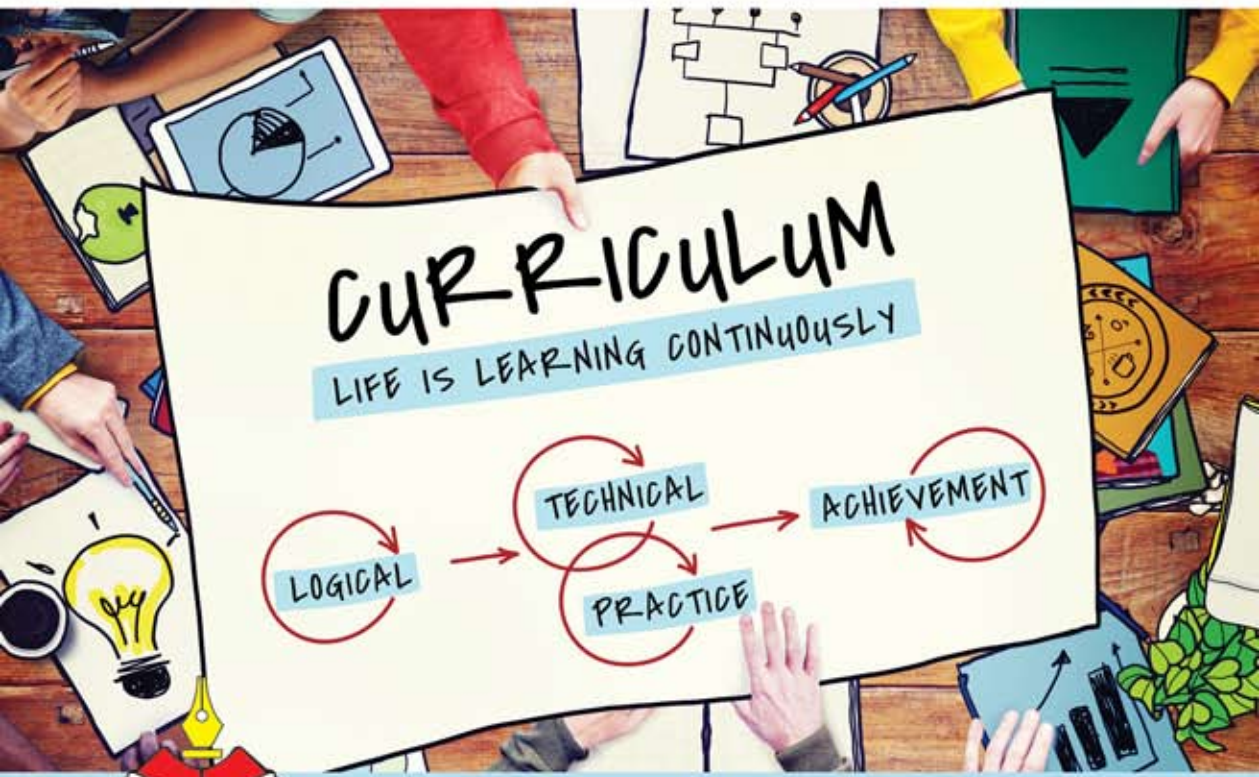 CURRICULUM
LIFE IS LEARNING CONTINUOUSLY
LOGICAL
TECHNICAL
PRACTICE
ACHIEVEMENT